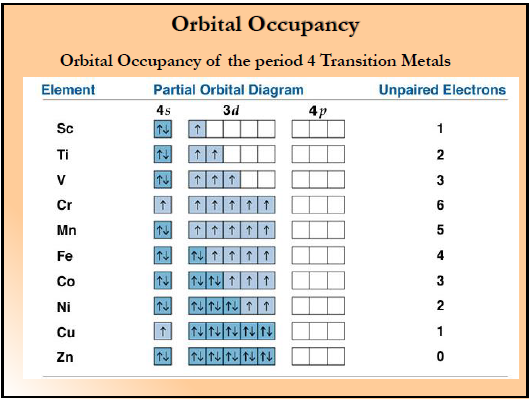 Orbital Occupancy
Orbital Occupancy of the period 4 Transition Metals
Element Partial Orbital Diagram Unpaired Electrons
4s 3d 4p
Sc ↑↓ ↑ 1
Ti ↑↓ ↑ ↑ 2
V ↑↓ ↑ ↑ ↑ 3
Cr ↑ ↑ ↑ ↑ ↑ ↑ 6
Mn ↑↓ ↑ ↑ ↑ ↑ ↑ 5
Fe ↑↓ ↑↓ ↑ ↑ ↑ ↑ 4
Co ↑↓ ↑↓ ↑↓ ↑ ↑ ↑ 3
Ni ↑↓ ↑↓ ↑↓ ↑↓ ↑ ↑ 2
Cu ↑ ↑↓ ↑↓ ↑↓ ↑↓ ↑↓ 1
Zn ↑↓ ↑↓ ↑↓ ↑↓ ↑↓ ↑↓ 0